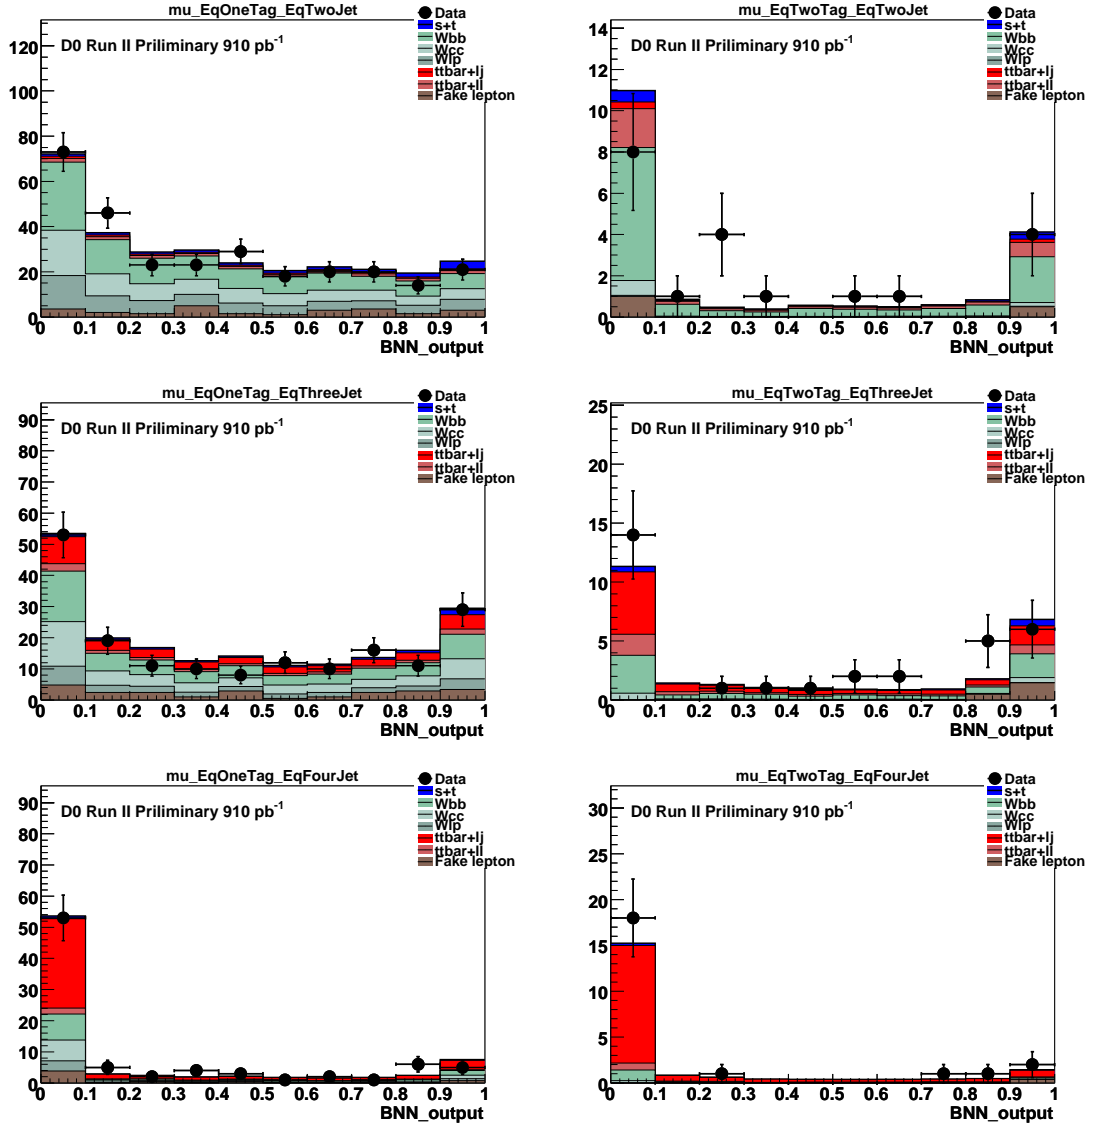 mu_EqOneTag_EqTwoJet
D0 Run II Priliminary 910 pb-1
Data
s+t
Wbb
Wcc
Wlp
ttbar+lj
ttbar+ll
Fake lepton
120
100
80
60
40
20
0
0 0.1 0.2 0.3 0.4 0.5 0.6 0.7 0.8 0.9 1
BNN_output
mu_EqTwoTag_EqTwoJet
D0 Run II Priliminary 910 pb-1
Data
s+t
Wbb
Wcc
Wlp
ttbar+lj
ttbar+ll
Fake lepton
14
12
10
8
6
4
2
0
0 0.1 0.2 0.3 0.4 0.5 0.6 0.7 0.8 0.9 1
BNN_output
mu_EqOneTag_EqThreeJet
D0 Run II Priliminary 910 pb-1
Data
s+t
Wbb
Wcc
Wlp
ttbar+lj
ttbar+ll
Fake lepton
90
80
70
60
50
40
30
20
10
0
0 0.1 0.2 0.3 0.4 0.5 0.6 0.7 0.8 0.9 1
BNN_output
mu_EqTwoTag_EqThreeJet
D0 Run II Priliminary 910 pb-1
Data
s+t
Wbb
Wcc
Wlp
ttbar+lj
ttbar+ll
Fake lepton
25
20
15
10
5
0
0 0.1 0.2 0.3 0.4 0.5 0.6 0.7 0.8 0.9 1
BNN_output
mu_EqOneTag_EqFourJet
D0 Run II Priliminary 910 pb-1
Data
s+t
Wbb
Wcc
Wlp
ttbar+lj
ttbar+ll
Fake lepton
90
80
70
60
50
40
30
20
10
0
0 0.1 0.2 0.3 0.4 0.5 0.6 0.7 0.8 0.9 1
BNN_output
mu_EqTwoTag_EqFourJet
D0 Run II Priliminary 910 pb-1
Data
s+t
Wbb
Wcc
Wlp
ttbar+lj
ttbar+ll
Fake lepton
30
25
20
15
10
5
0
0 0.1 0.2 0.3 0.4 0.5 0.6 0.7 0.8 0.9 1
BNN_output